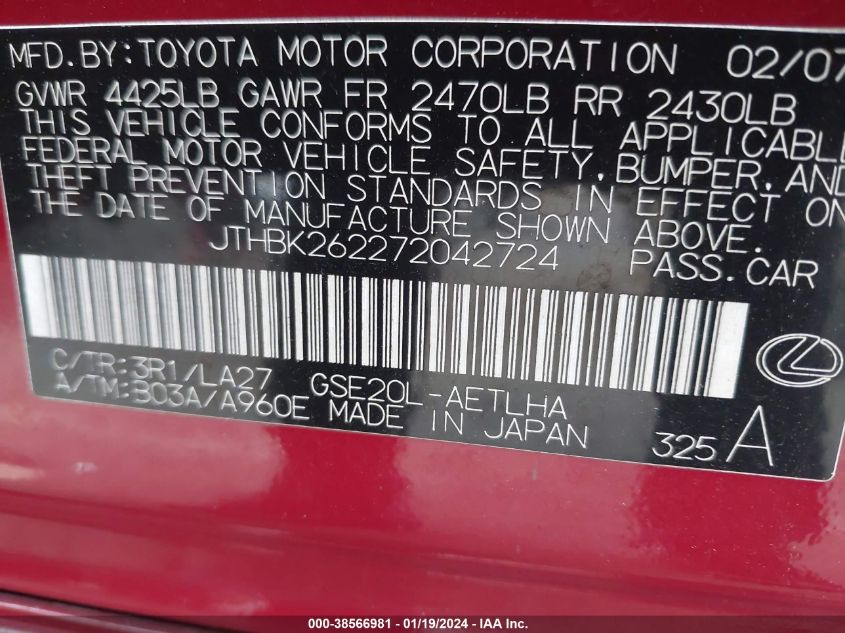 MFD.BY:TOYOTA MOTOR CORPORATION 02/07
GVWR 4425LB GAWR FR 2470LB RR 2430LB
THIS VEHICLE CONFORMS TO ALL APPLICABLE
FEDERAL MOTOR VEHICLE SAFETY,BUMPER,AND
THEFT PREVENTION STANDARDS IN EFFECT ON
THE DATE OF MANUFACTURE SHOWN ABOVE.
JTHBK262272042724 PASS.CAR
C/TR:3R1/LA27 GSE20L-AETLHA
A/TM:B03A/A960E MADE IN JAPAN 325 A
000-38566981 - 01/19/2024 - IAA Inc.